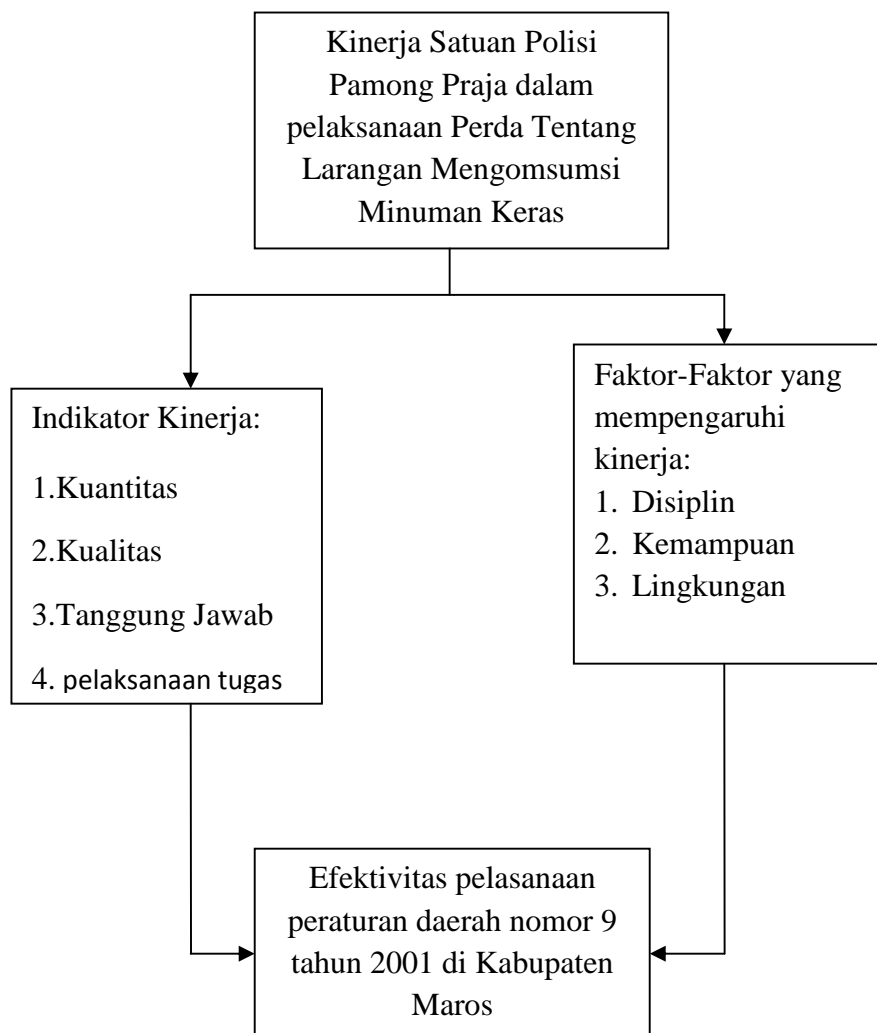 Kinerja Satuan Polisi
Pamong Praja dalam
pelaksanaan Perda Tentang
Larangan Mengomsumsi
Minuman Keras
Indikator Kinerja:
1.Kuantitas
2.Kualitas
3.Tanggung Jawab
4. pelaksanaan tugas
Faktor-Faktor yang
mempengaruhi
kinerja:
1. Disiplin
2. Kemampuan
3. Lingkungan
Efektivitas pelasanaan
peraturan daerah nomor 9
tahun 2001 di Kabupaten
Maros